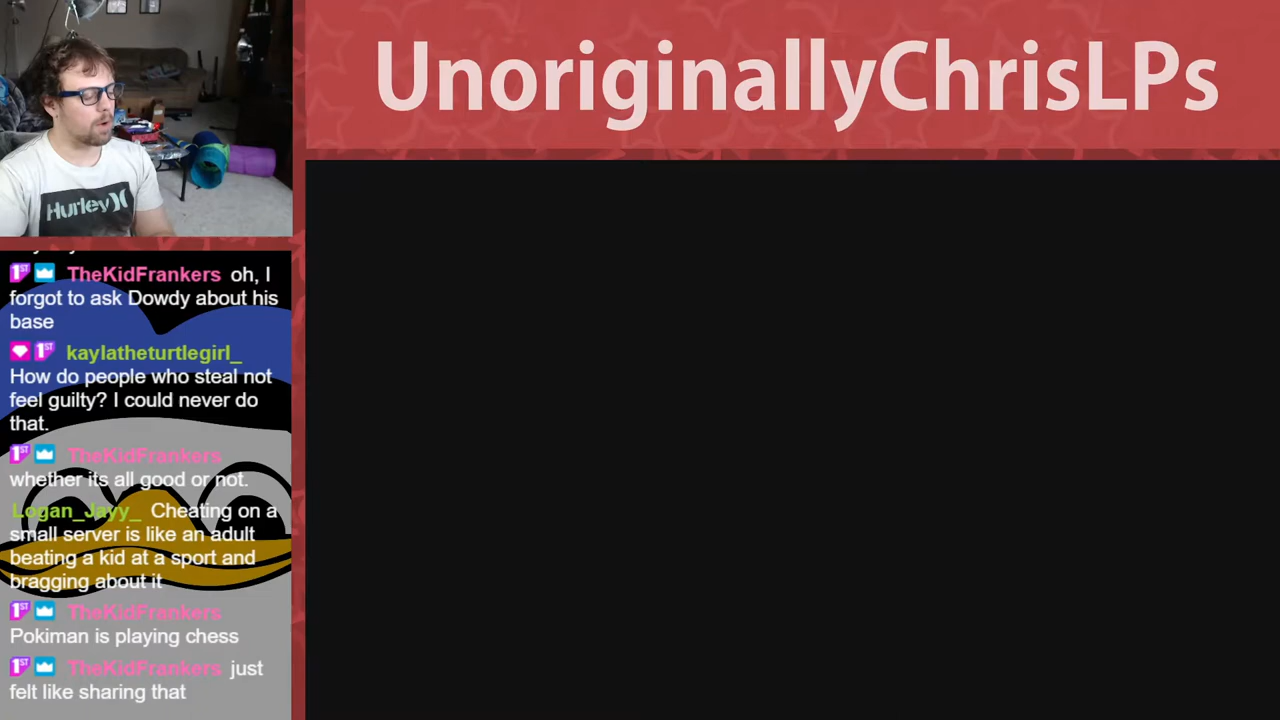 UnoriginallyChrisLPs
Hurley
TheKidFrankers oh, I
forgot to ask Dowdy about his
base
kaylatheturtlegirl_
How do people who steal not
feel guilty? I could never do
that.
TheKidFrankers
whether its all good or not.
Logan_Jayy_ Cheating on a
small server is like an adult
beating a kid at a sport and
bragging about it
TheKidFrankers
Pokiman is playing chess
TheKidFrankers just
felt like sharing that